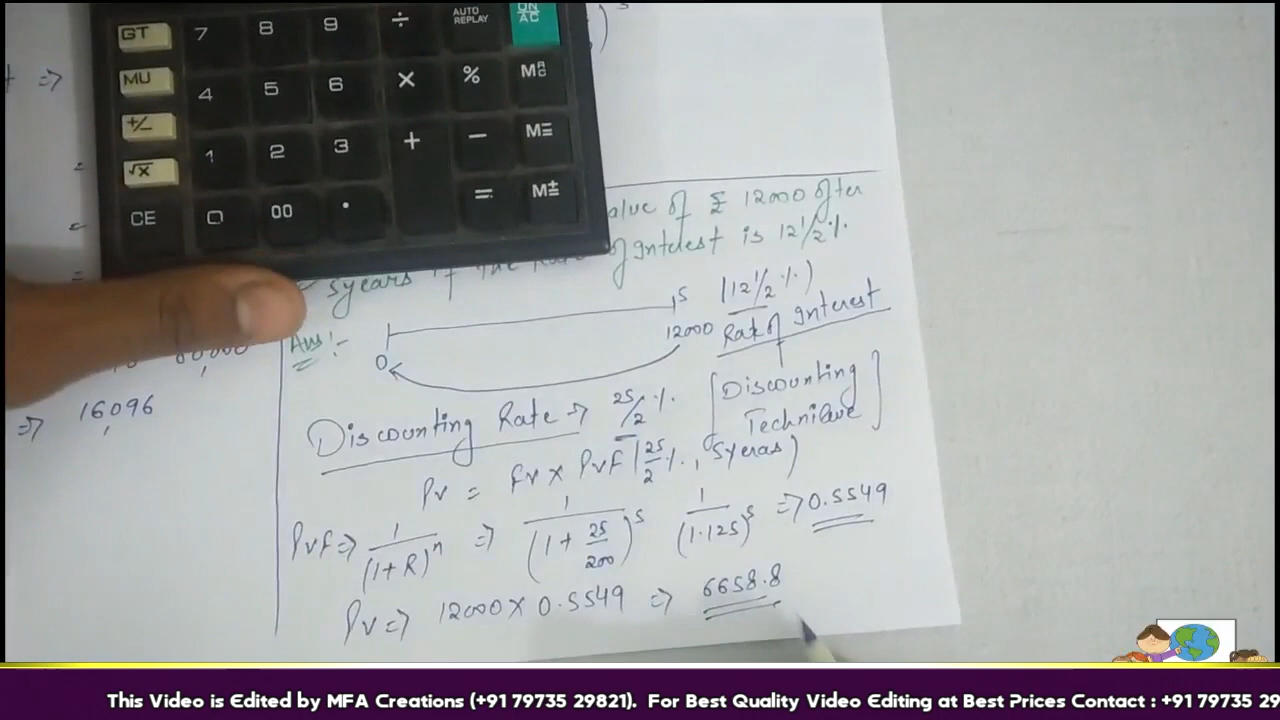 GT 7 8 9 ÷ AUTO REPLAY ON/AC
MU 4 5 6 × % MRC
+/- 1 2 3 + − M=
√x
CE 0 00 • = M±
)⁵
⇒
alue of ₹ 12000 after
5years if the Rate of Interest is 12½%.
Ans:-
0 5 (12½%)
12000 Rate of Interest
Discounting Rate → 25/2 %. [Discounting
Technique]
PV = FV × PVF (25/2 %., 5yeras)
PVF ⇒ 1/(1+R)ⁿ ⇒ 1/(1+25/200)⁵ 1/(1.125)⁵ ⇒ 0.5549
PV ⇒ 12000 × 0.5549 ⇒ 6658.8
⇒ 16096
This Video is Edited by MFA Creations (+91 79735 29821). For Best Quality Video Editing at Best Prices Contact : +91 79735 29